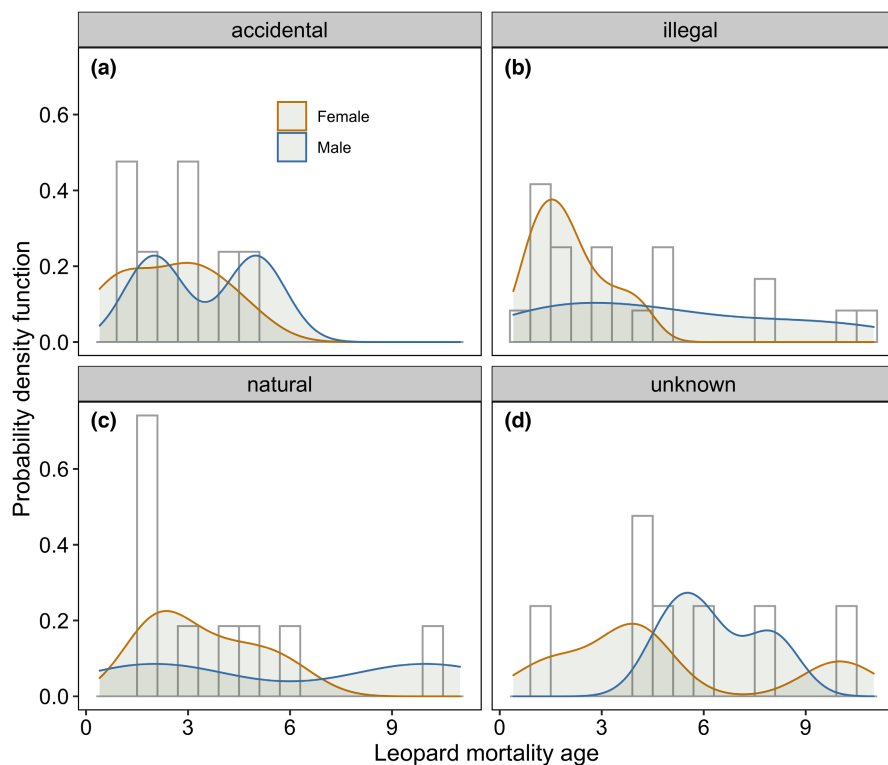 accidental
illegal
(a)
(b)
Female
Male
0.6
0.4
0.2
0.0
natural
unknown
(c)
(d)
0.6
0.4
0.2
0.0
0
3
6
9
0
3
6
9
Probability density function
Leopard mortality age